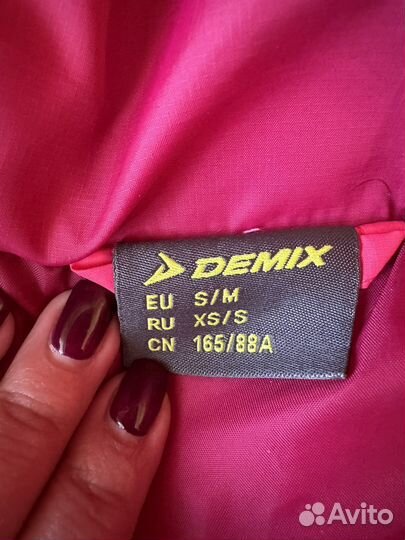 DEMIX
EU S/M
RU XS/S
CN 165/88A
Avito